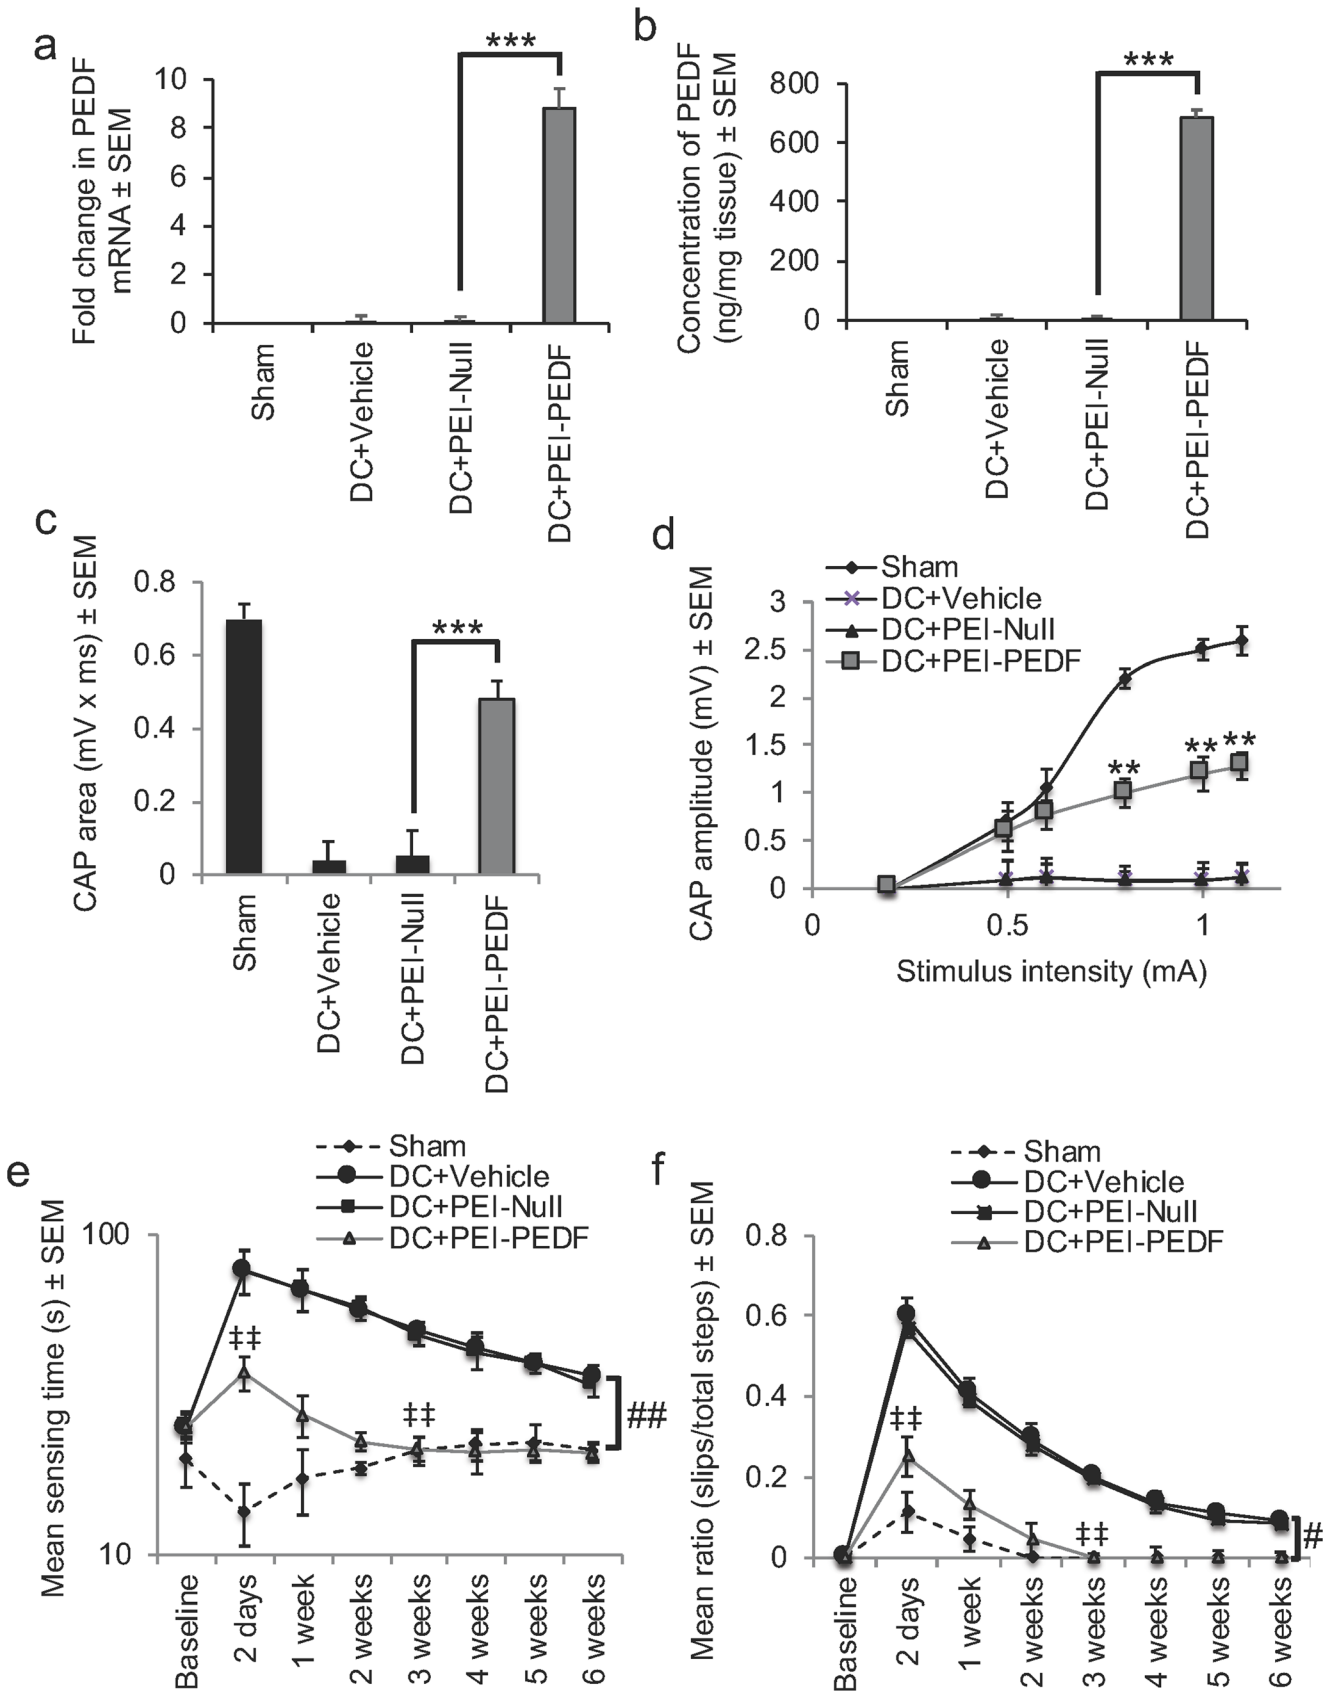 a
Fold change in PEDF
mRNA ± SEM
10
8
6
4
2
0
***
Sham
DC+Vehicle
DC+PEI-Null
DC+PEI-PEDF
b
Concentration of PEDF
(ng/mg tissue) ± SEM
800
600
400
200
0
***
Sham
DC+Vehicle
DC+PEI-Null
DC+PEI-PEDF
c
CAP area (mV x ms) ± SEM
0.8
0.6
0.4
0.2
0
***
Sham
DC+Vehicle
DC+PEI-Null
DC+PEI-PEDF
d
Sham
DC+Vehicle
DC+PEI-Null
DC+PEI-PEDF
CAP amplitude (mV) ± SEM
3
2.5
2
1.5
1
0.5
0
** ** **
0 0.5 1
Stimulus intensity (mA)
e
Sham
DC+Vehicle
DC+PEI-Null
DC+PEI-PEDF
Mean sensing time (s) ± SEM
100
10
‡‡
‡‡
##
Baseline
2 days
1 week
2 weeks
3 weeks
4 weeks
5 weeks
6 weeks
f
Sham
DC+Vehicle
DC+PEI-Null
DC+PEI-PEDF
Mean ratio (slips/total steps) ± SEM
0.8
0.6
0.4
0.2
0
‡‡
‡‡
#
Baseline
2 days
1 week
2 weeks
3 weeks
4 weeks
5 weeks
6 weeks